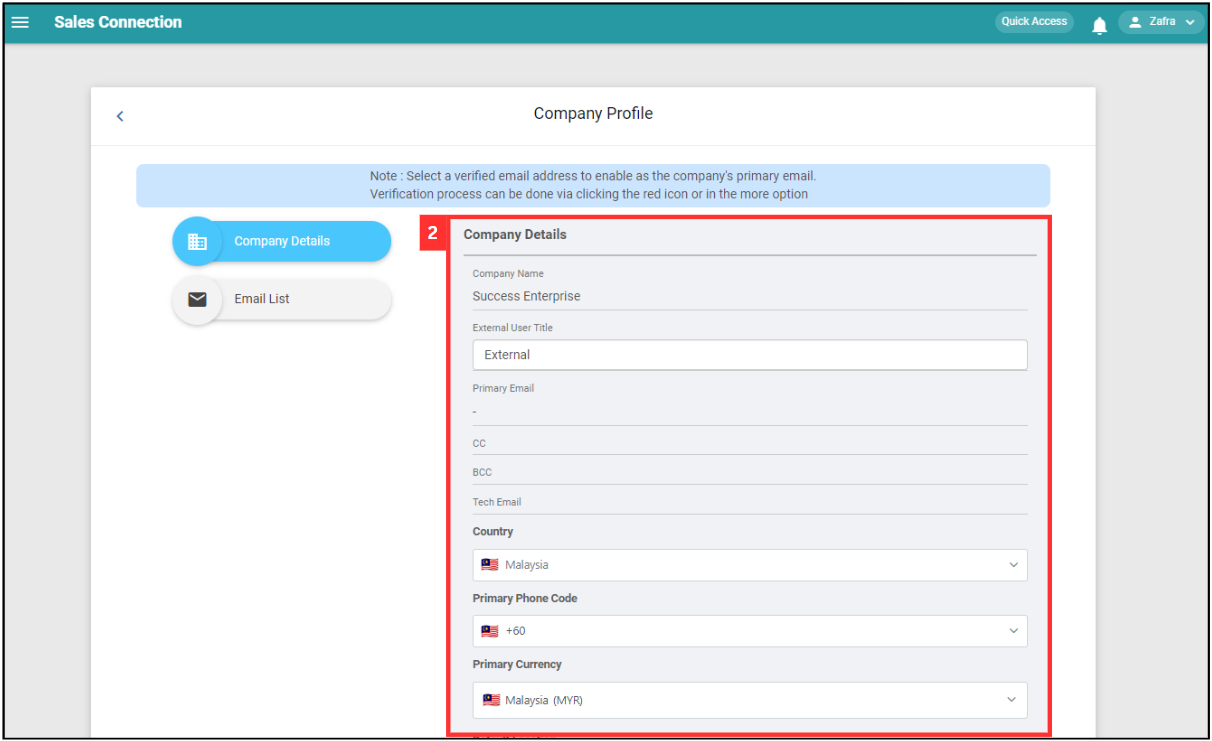 Sales Connection
Quick Access
Zafra
Company Profile
Note : Select a verified email address to enable as the company's primary email.
Verification process can be done via clicking the red icon or in the more option
Company Details
Email List
2
Company Details
Company Name
Success Enterprise
External User Title
External
Primary Email
-
CC
BCC
Tech Email
Country
Malaysia
Primary Phone Code
+60
Primary Currency
Malaysia (MYR)